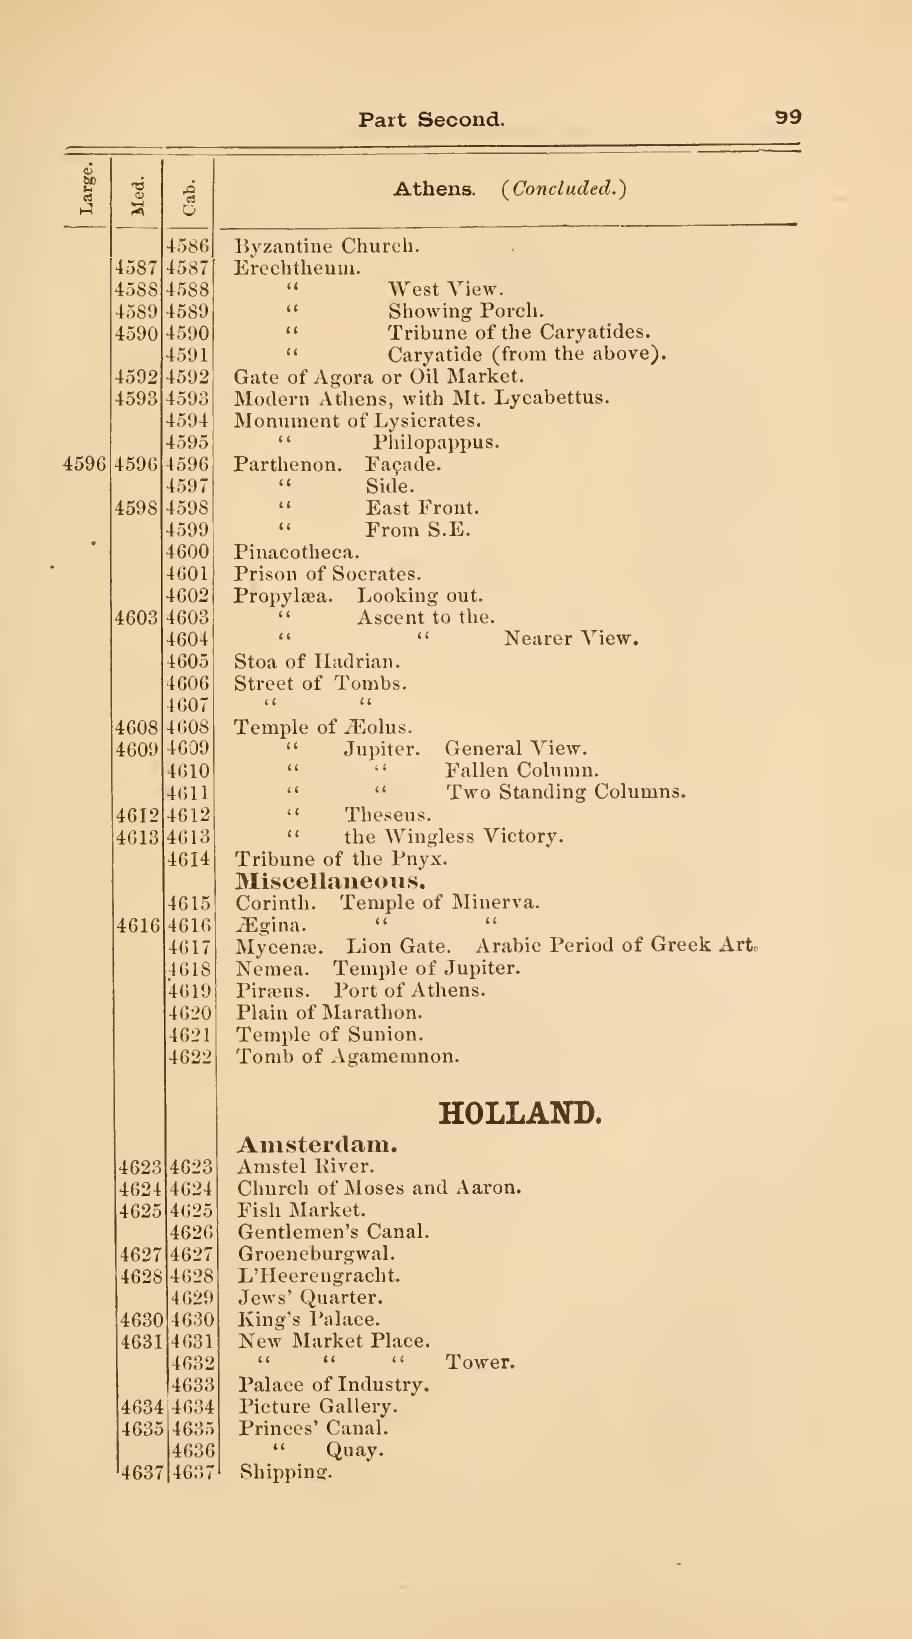 Part Second. 99
Large. Med. Cab. Athens. (Concluded.)
4586 Byzantine Church.
4587 4587 Erechtheum.
4588 4588 “ West View.
4589 4589 “ Showing Porch.
4590 4590 “ Tribune of the Caryatides.
4591 “ Caryatide (from the above).
4592 4592 Gate of Agora or Oil Market.
4593 4593 Modern Athens, with Mt. Lycabettus.
4594 Monument of Lysicrates.
4595 “ Philopappus.
4596 4596 4596 Parthenon. Façade.
4597 “ Side.
4598 4598 “ East Front.
4599 “ From S.E.
4600 Pinacotheca.
4601 Prison of Socrates.
4602 Propylæa. Looking out.
4603 4603 “ Ascent to the.
4604 “ “ Nearer View.
4605 Stoa of Hadrian.
4606 Street of Tombs.
4607 “ “
4608 4608 Temple of Æolus.
4609 4609 “ Jupiter. General View.
4610 “ “ Fallen Column.
4611 “ “ Two Standing Columns.
4612 4612 “ Theseus.
4613 4613 “ the Wingless Victory.
4614 Tribune of the Pnyx.
Miscellaneous.
4615 Corinth. Temple of Minerva.
4616 4616 Ægina. “ “
4617 Mycenæ. Lion Gate. Arabic Period of Greek Art.
4618 Nemea. Temple of Jupiter.
4619 Piræns. Port of Athens.
4620 Plain of Marathon.
4621 Temple of Sunion.
4622 Tomb of Agamemnon.
HOLLAND.
Amsterdam.
4623 4623 Amstel River.
4624 4624 Church of Moses and Aaron.
4625 4625 Fish Market.
4626 Gentlemen's Canal.
4627 4627 Groeneburgwal.
4628 4628 L'Heerengracht.
4629 Jews' Quarter.
4630 4630 King's Palace.
4631 4631 New Market Place.
4632 “ “ “ Tower.
4633 Palace of Industry.
4634 4634 Picture Gallery.
4635 4635 Princes' Canal.
4636 “ Quay.
4637 4637 Shipping.